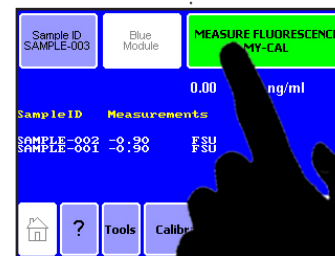 Sample ID
SAMPLE-003
Blue
Module
MEASURE FLUORESCENCE
MY-CAL
0.00 ng/ml
SampleID Measurements
SAMPLE-002 -0.90 FSU
SAMPLE-001 -0.90 FSU
? Tools Calibr